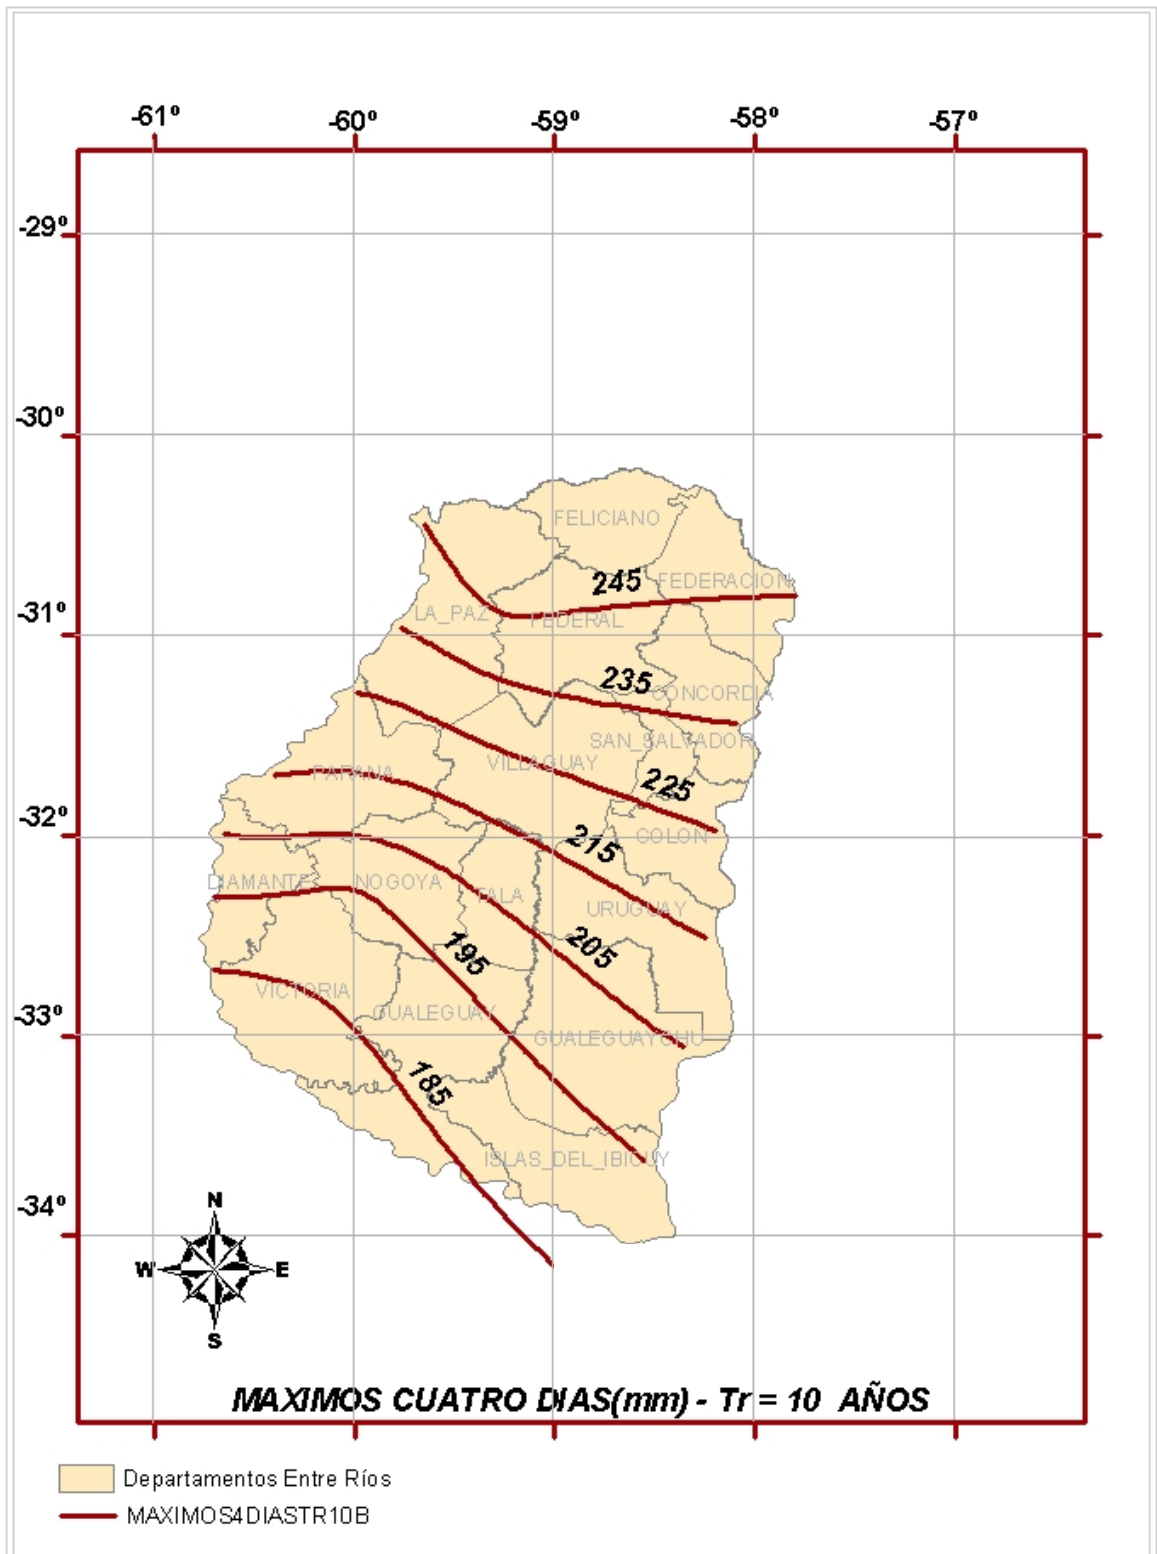 -61º -60º -59º -58º -57º
-29º
-30º
FELICIANO
245 FEDERACION
-31º
LA_PAZ FEDERAL
235
CONCORDIA
SAN_SALVADOR
VILLAGUAY
PARANA
225
-32º
215 COLON
DIAMANTE NOGOYA
TALA
URUGUAY
195 205
VICTORIA
-33º
GUALEGUAY
GUALEGUAYCHU
185
ISLAS_DEL_IBICUY
-34º
N
W E
S
MAXIMOS CUATRO DIAS(mm) - Tr = 10 AÑOS
Departamentos Entre Ríos
MAXIMOS4DIASTR10B